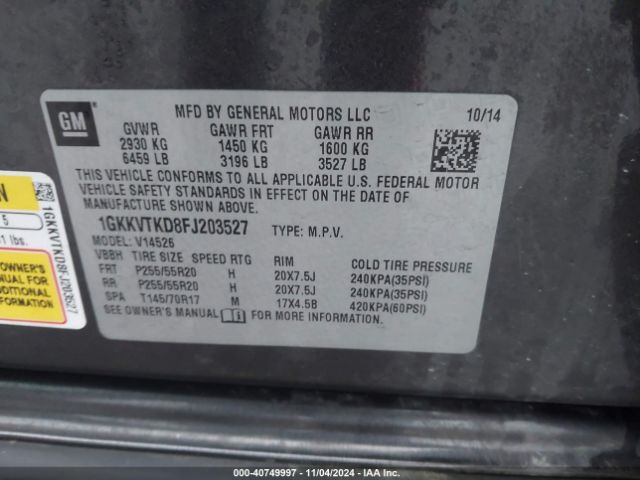 GM
MFD BY GENERAL MOTORS LLC 10/14
GVWR GAWR FRT GAWR RR
2930 KG 1450 KG 1600 KG
6459 LB 3196 LB 3527 LB
THIS VEHICLE CONFORMS TO ALL APPLICABLE U.S. FEDERAL MOTOR
VEHICLE SAFETY STANDARDS IN EFFECT ON THE DATE OF
MANUFACTURE SHOWN ABOVE.
1GKKVTKD8FJ203527 TYPE: M.P.V.
MODEL: V14526
VBBH TIRE SIZE SPEED RTG RIM COLD TIRE PRESSURE
FRT P255/55R20 H 20X7.5J 240KPA(35PSI)
RR P255/55R20 H 20X7.5J 240KPA(35PSI)
SPA T145/70R17 M 17X4.5B 420KPA(60PSI)
SEE OWNER'S MANUAL FOR MORE INFORMATION
N
5
1 lbs.
OWNER'S
MANUAL FOR
ADDITIONAL
FORMATION
1GKKVTKD8FJ203527
000-40749997 - 11/04/2024 - IAA Inc.